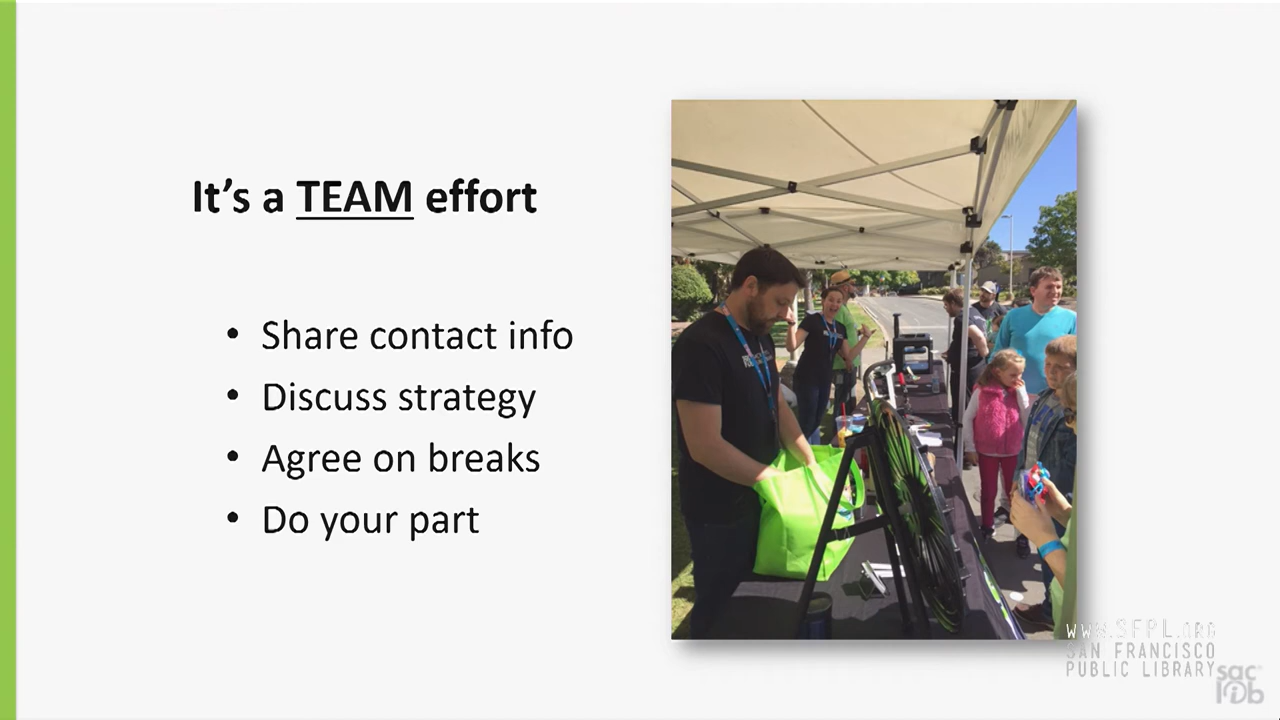 It's a TEAM effort
• Share contact info
• Discuss strategy
• Agree on breaks
• Do your part
WWW.SFPL.ORG
SAN FRANCISCO
PUBLIC LIBRARY
sac
lib